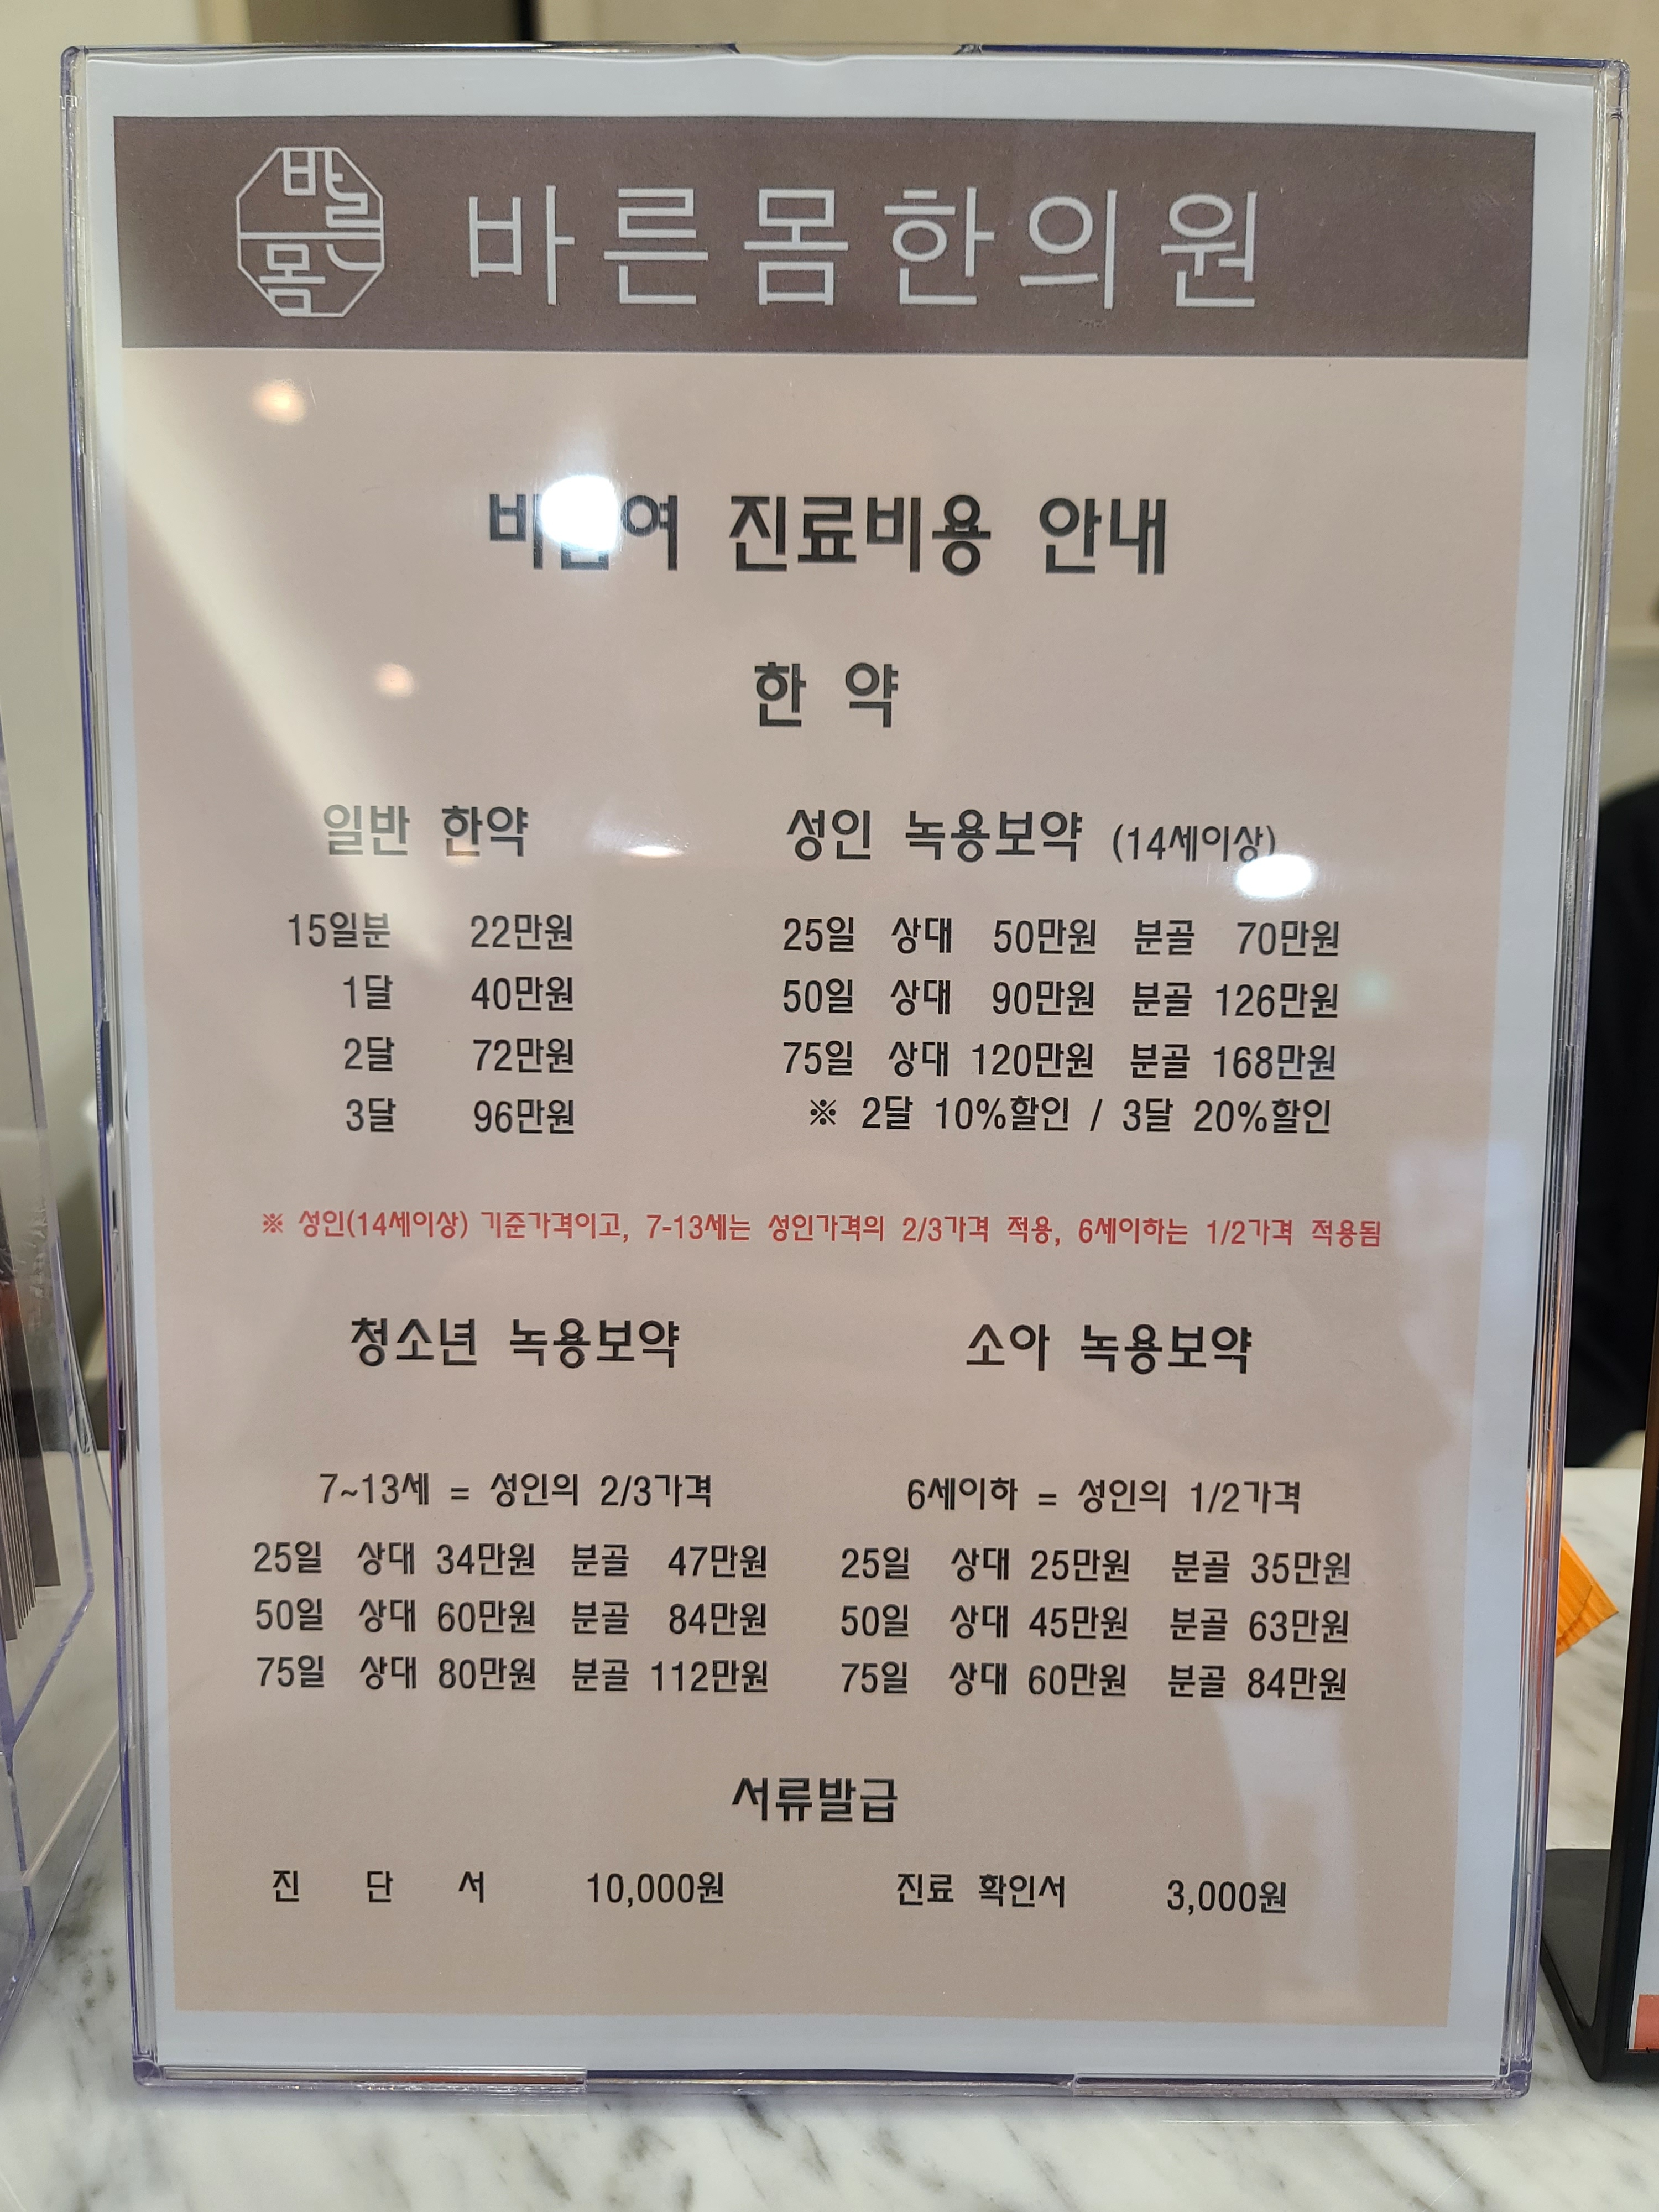 바른몸
바른몸한의원
진료비용 안내
한 약
일반 한약
15일분 22만원
1달 40만원
2달 72만원
3달 96만원
성인 녹용보약 (14세이상)
25일 상대 50만원 분골 70만원
50일 상대 90만원 분골 126만원
75일 상대 120만원 분골 168만원
※ 2달 10%할인 / 3달 20%할인
※ 성인(14세이상) 기준가격이고, 7-13세는 성인가격의 2/3가격 적용, 6세이하는 1/2가격 적용됨
청소년 녹용보약
7~13세 = 성인의 2/3가격
25일 상대 34만원 분골 47만원
50일 상대 60만원 분골 84만원
75일 상대 80만원 분골 112만원
소아 녹용보약
6세이하 = 성인의 1/2가격
25일 상대 25만원 분골 35만원
50일 상대 45만원 분골 63만원
75일 상대 60만원 분골 84만원
서류발급
진 단 서 10,000원
진료 확인서 3,000원